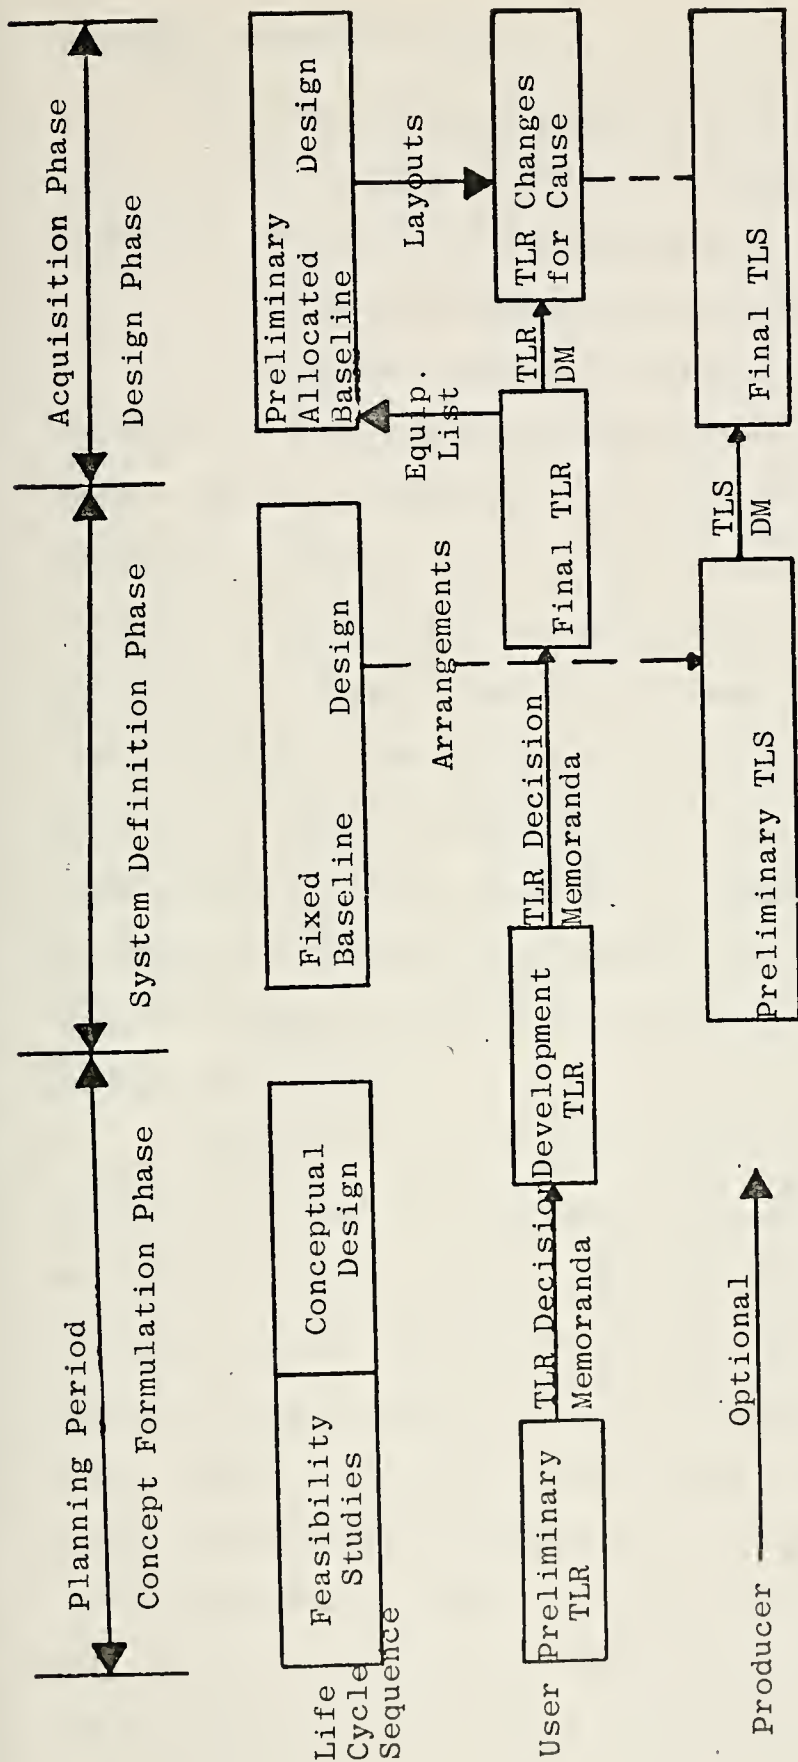 Planning Period
Acquisition Phase
Concept Formulation Phase
System Definition Phase
Design Phase
Life
Cycle
Sequence
Feasibility
Studies
Conceptual
Design
Fixed
Baseline Design
Preliminary
Allocated Design
Baseline
Arrangements
Equip.
List
Layouts
User
Preliminary
TLR
TLR Decision
Memoranda
Development
TLR
TLR Decision
Memoranda
Final TLR
TLR
DM
TLR Changes
for Cause
Producer
Optional
Preliminary TLS
TLS
DM
Final TLS